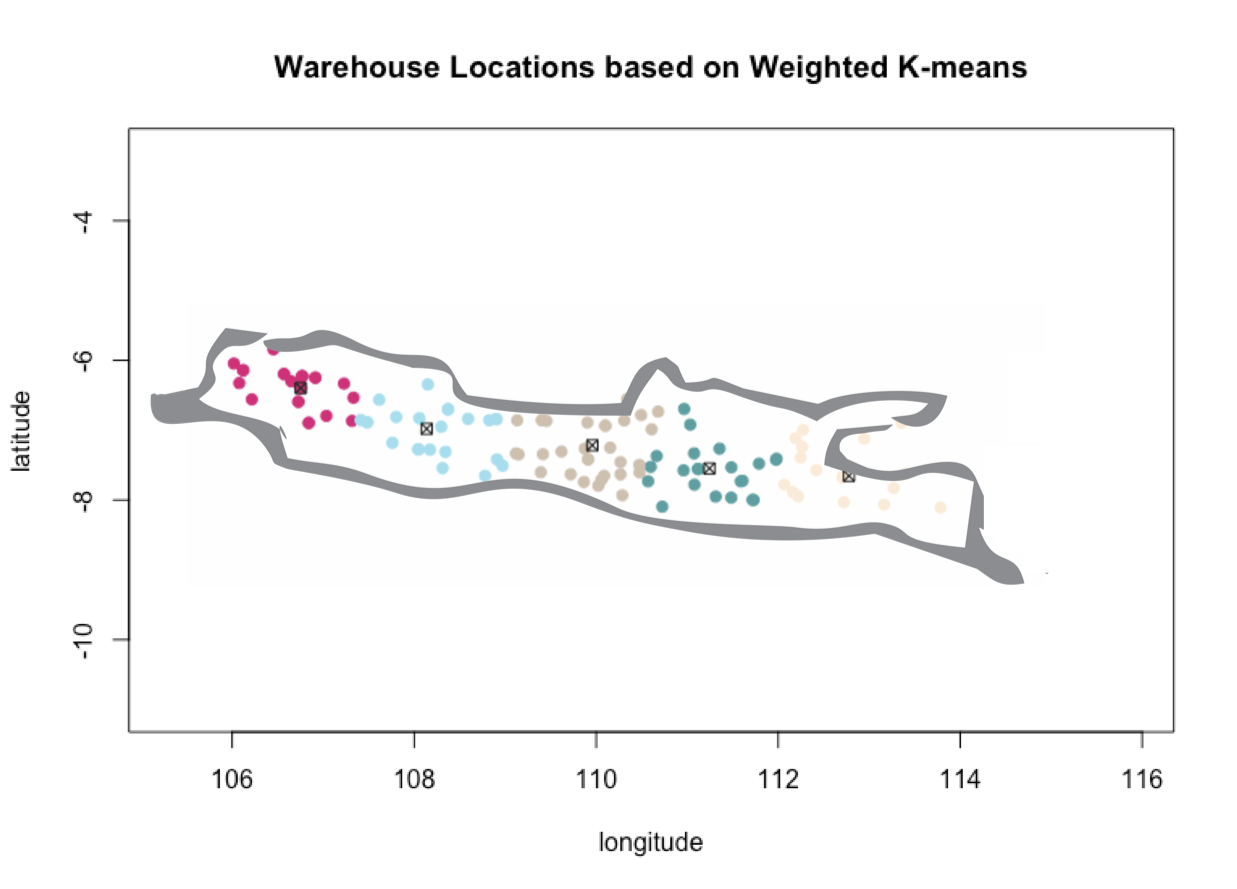 Warehouse Locations based on Weighted K-means
latitude
-4
-6
-8
-10
106 108 110 112 114 116
longitude